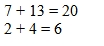 7 + 13 = 20
2 + 4 = 6